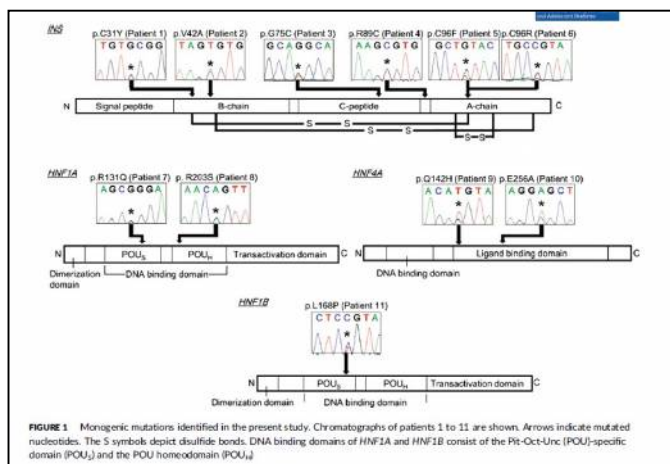 and Adolescent Diabetes
INS
p.C31Y (Patient 1) p.V42A (Patient 2) p.G75C (Patient 3) p.R89C (Patient 4) p.C96F (Patient 5) p.C96R (Patient 6)
TGTGCGG TAGTGTG GCAGGCA AAGCGTG GCTGTAC TGCCGTA
* * * * * *
N Signal peptide B-chain C-peptide A-chain C
S S
S S
S S
HNF1A
p.R131Q (Patient 7) p. R203S (Patient 8)
AGCGGGA AACAGTT
* *
N POUS POUH Transactivation domain C
Dimerization domain DNA binding domain
HNF4A
p.Q142H (Patient 9) p.E256A (Patient 10)
ACATGTA AGGAGCT
* *
N Ligand binding domain C
DNA binding domain
HNF1B
p.L168P (Patient 11)
CTCCGTA
*
N POUS POUH Transactivation domain C
Dimerization domain DNA binding domain
FIGURE 1 Monogenic mutations identified in the present study. Chromatographs of patients 1 to 11 are shown. Arrows indicate mutated
nucleotides. The S symbols depict disulfide bonds. DNA binding domains of HNF1A and HNF1B consist of the Pit-Oct-Unc (POU)-specific
domain (POUS) and the POU homeodomain (POUH)